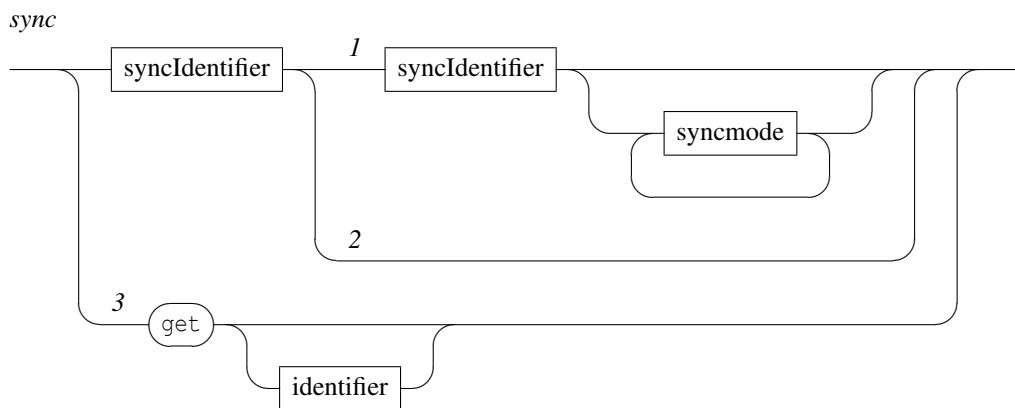 sync
1
syncIdentifier syncIdentifier
syncmode
2
3
get
identifier